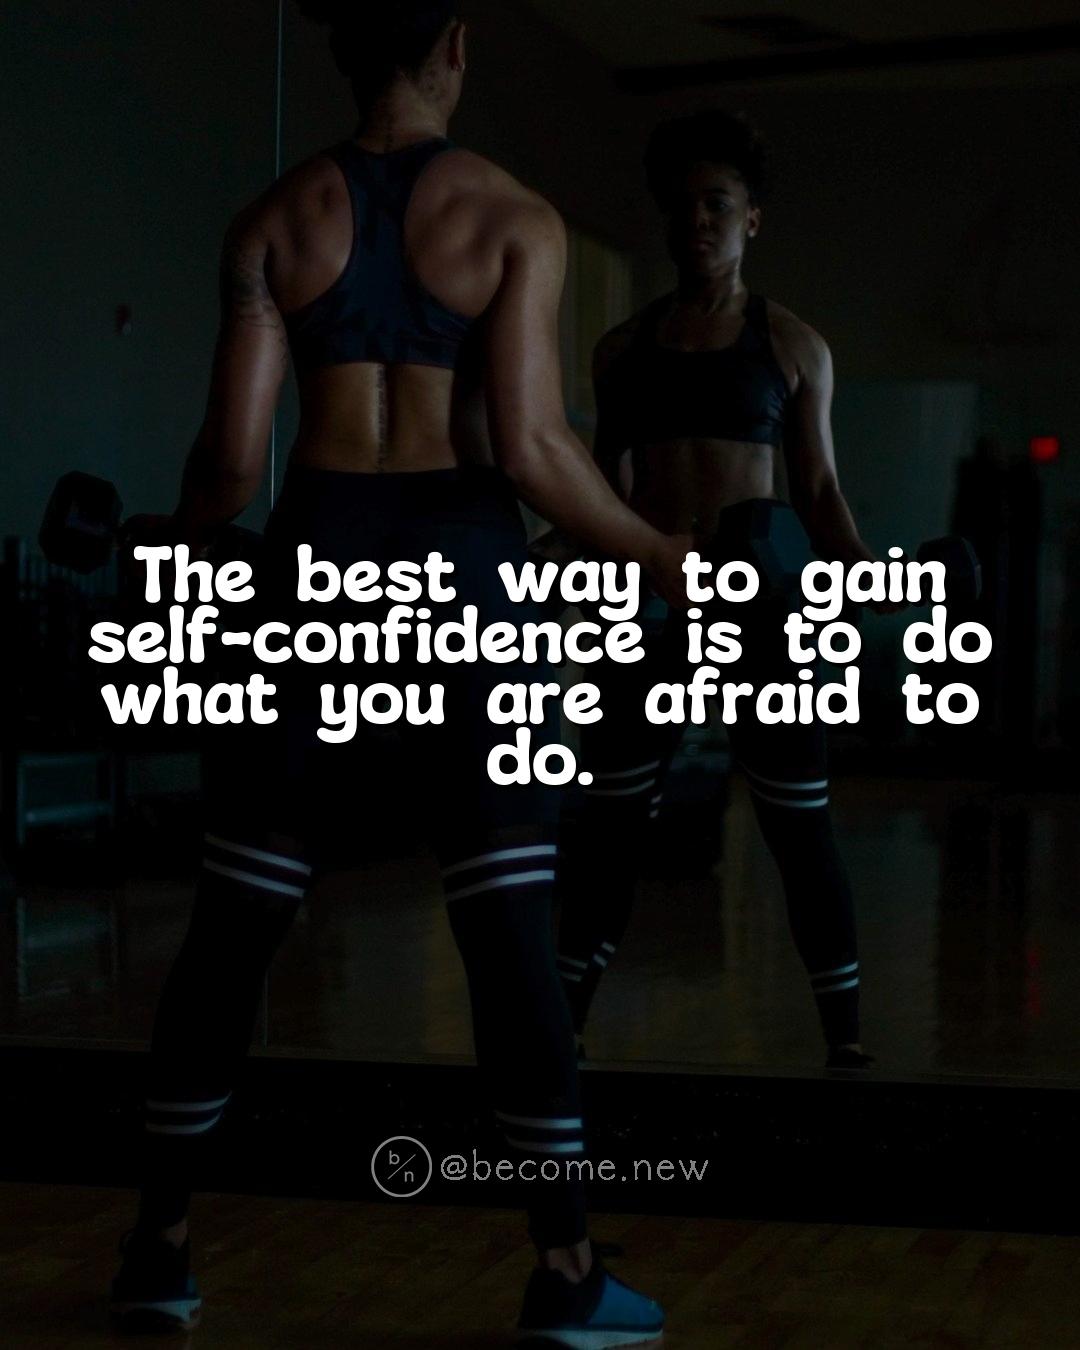 The best way to gain
self-confidence is to do
what you are afraid to
do.
b/n @become.new